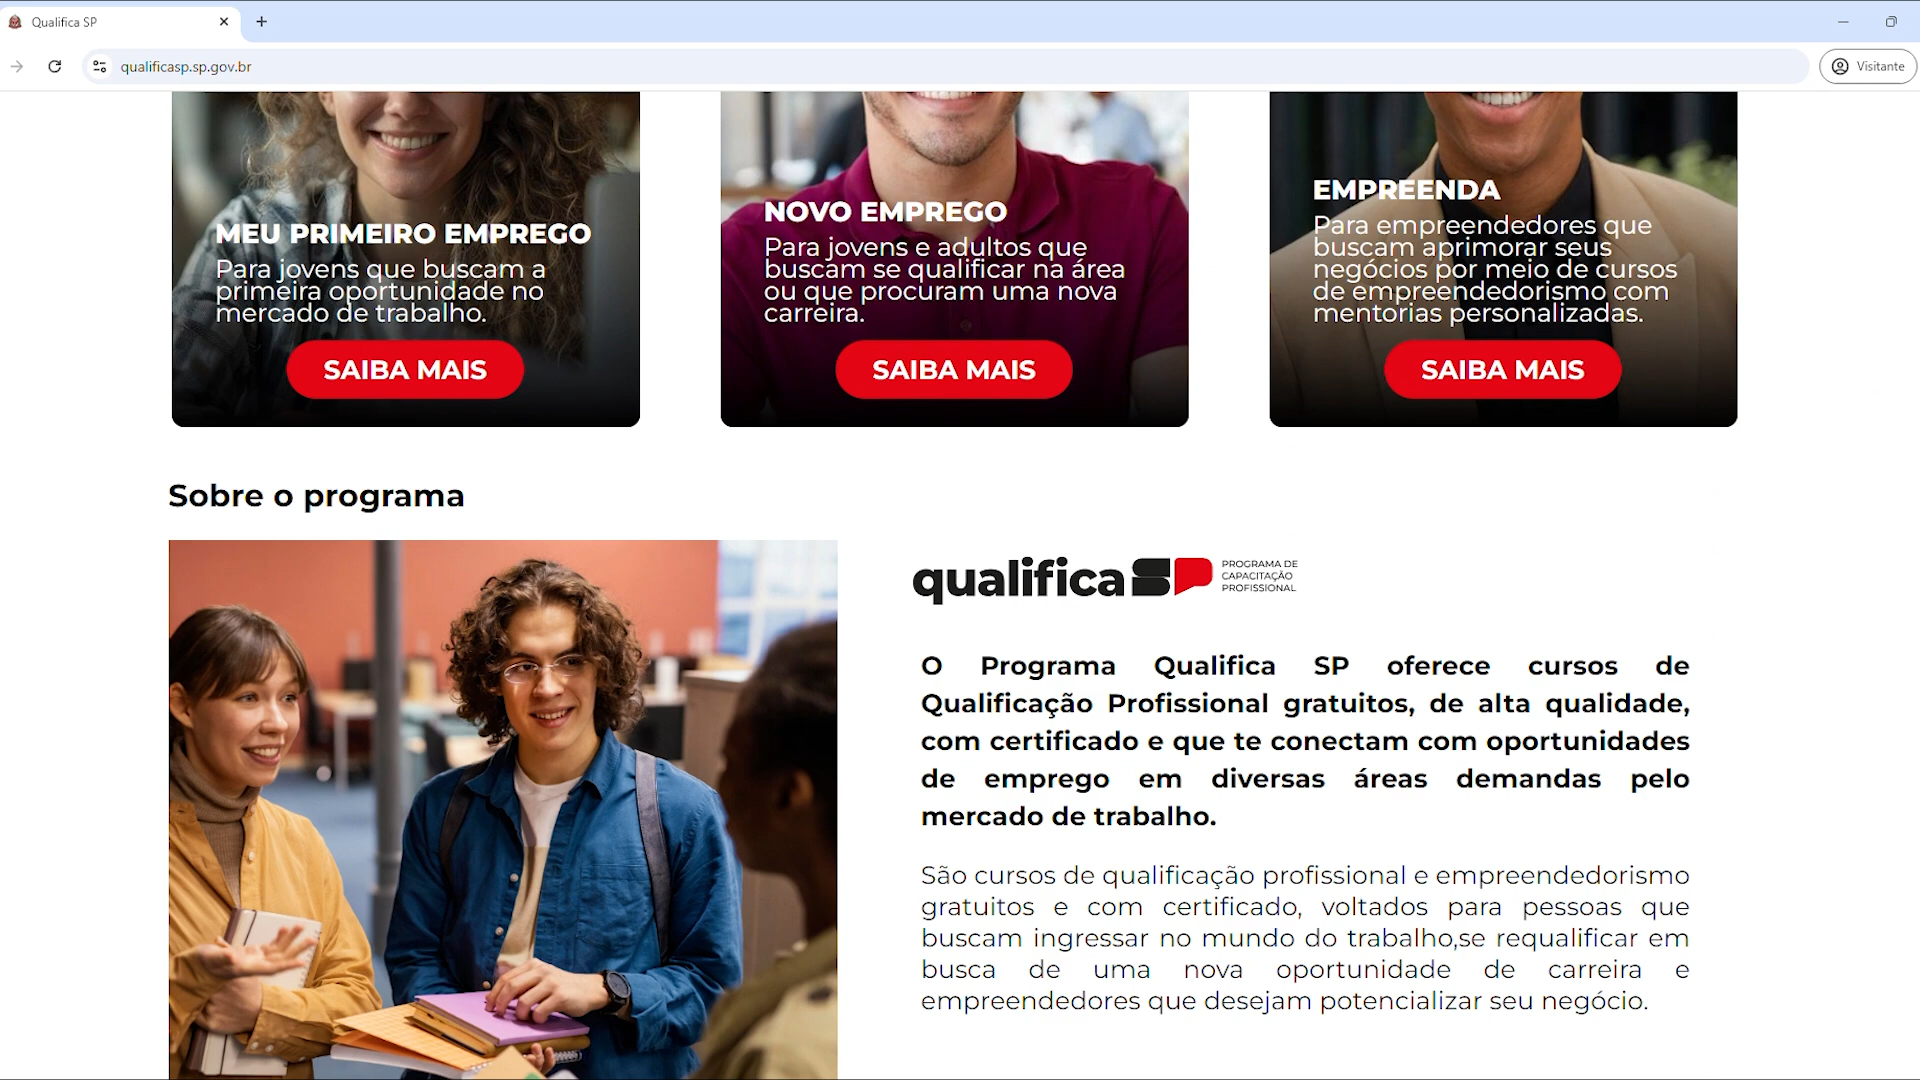 Qualifica SP
qualificasp.sp.gov.br
Visitante
MEU PRIMEIRO EMPREGO
Para jovens que buscam a
primeira oportunidade no
mercado de trabalho.
SAIBA MAIS
NOVO EMPREGO
Para jovens e adultos que
buscam se qualificar na área
ou que procuram uma nova
carreira.
SAIBA MAIS
EMPREENDA
Para empreendedores que
buscam aprimorar seus
negócios por meio de cursos
de empreendedorismo com
mentorias personalizadas.
SAIBA MAIS
Sobre o programa
qualifica SP
PROGRAMA DE
CAPACITAÇÃO
PROFISSIONAL
O Programa Qualifica SP oferece cursos de
Qualificação Profissional gratuitos, de alta qualidade,
com certificado e que te conectam com oportunidades
de emprego em diversas áreas demandas pelo
mercado de trabalho.
São cursos de qualificação profissional e empreendedorismo
gratuitos e com certificado, voltados para pessoas que
buscam ingressar no mundo do trabalho,se requalificar em
busca de uma nova oportunidade de carreira e
empreendedores que desejam potencializar seu negócio.